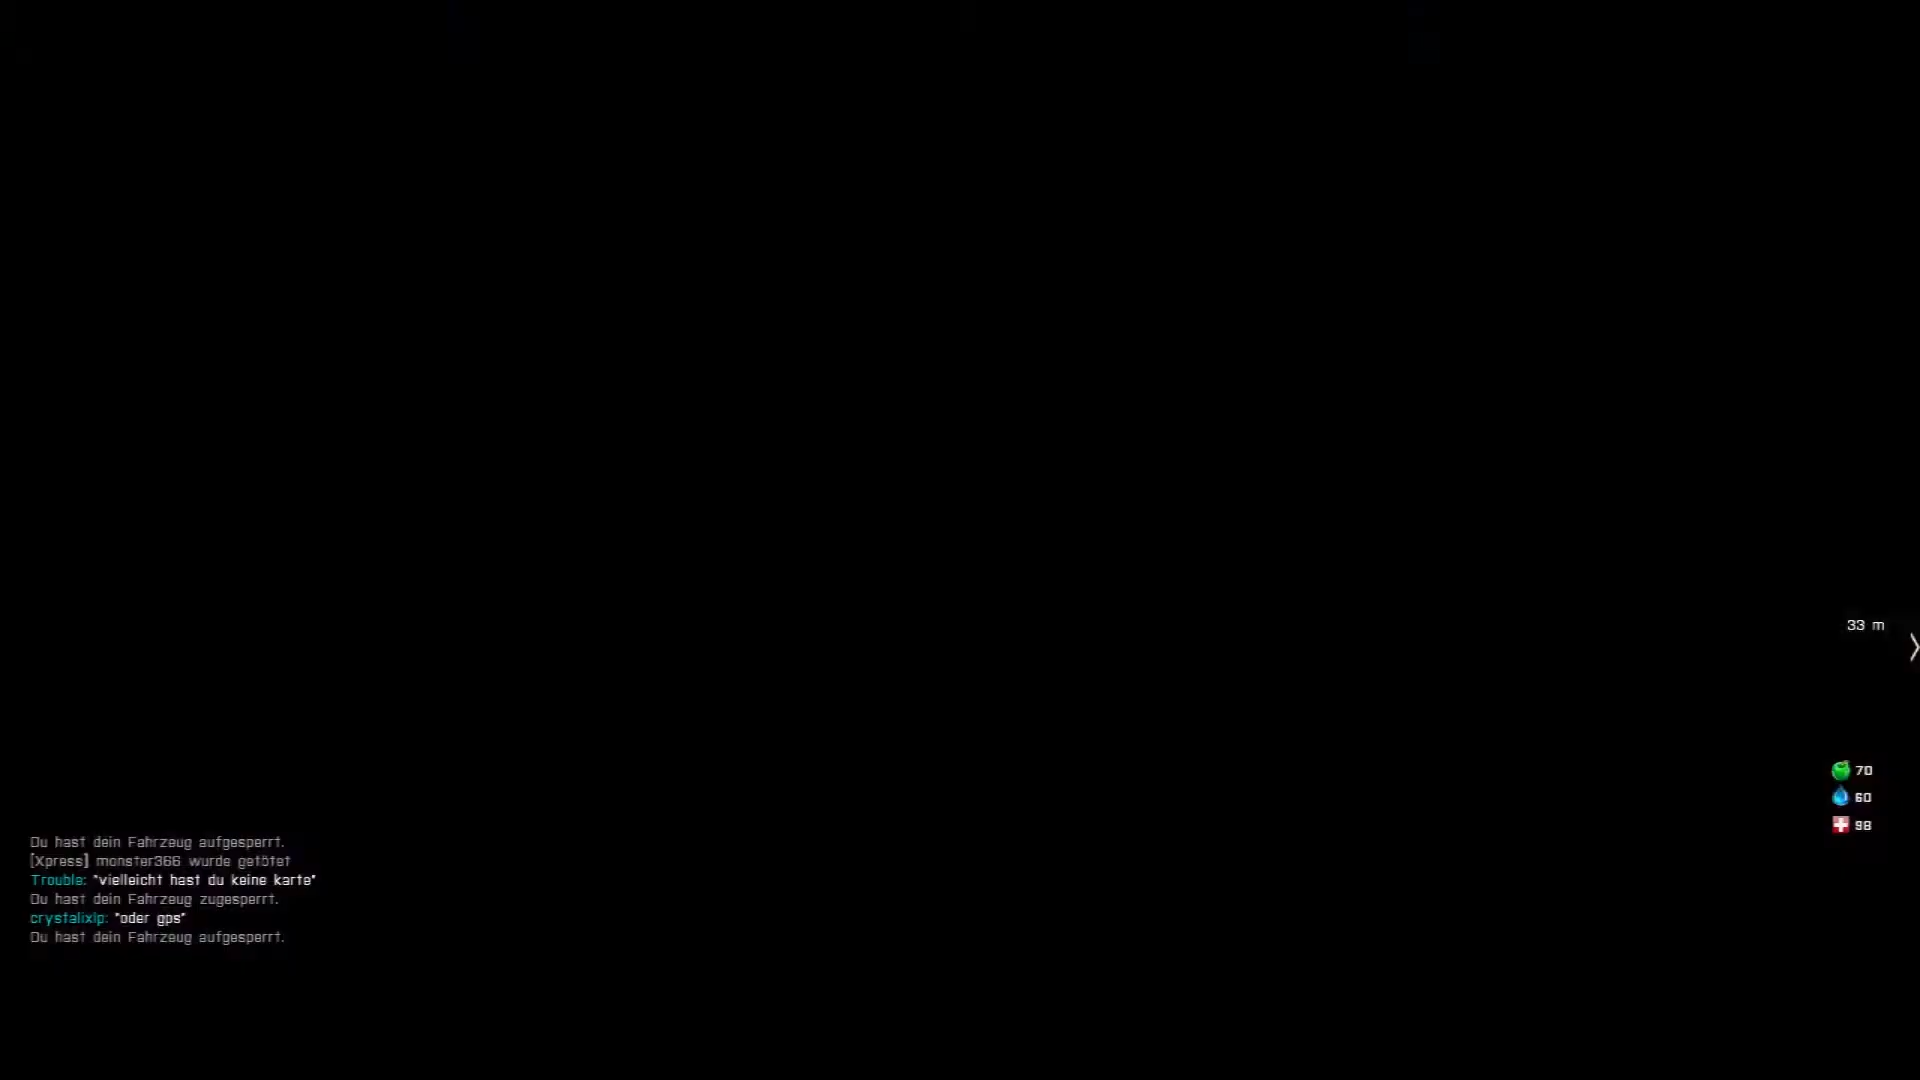 33 m
70
60
98
Du hast dein Fahrzeug aufgesperrt.
[Xpress] monster366 wurde getötet
Trouble: "vielleicht hast du keine karte"
Du hast dein Fahrzeug zugesperrt.
crystalixlp: "oder gps"
Du hast dein Fahrzeug aufgesperrt.